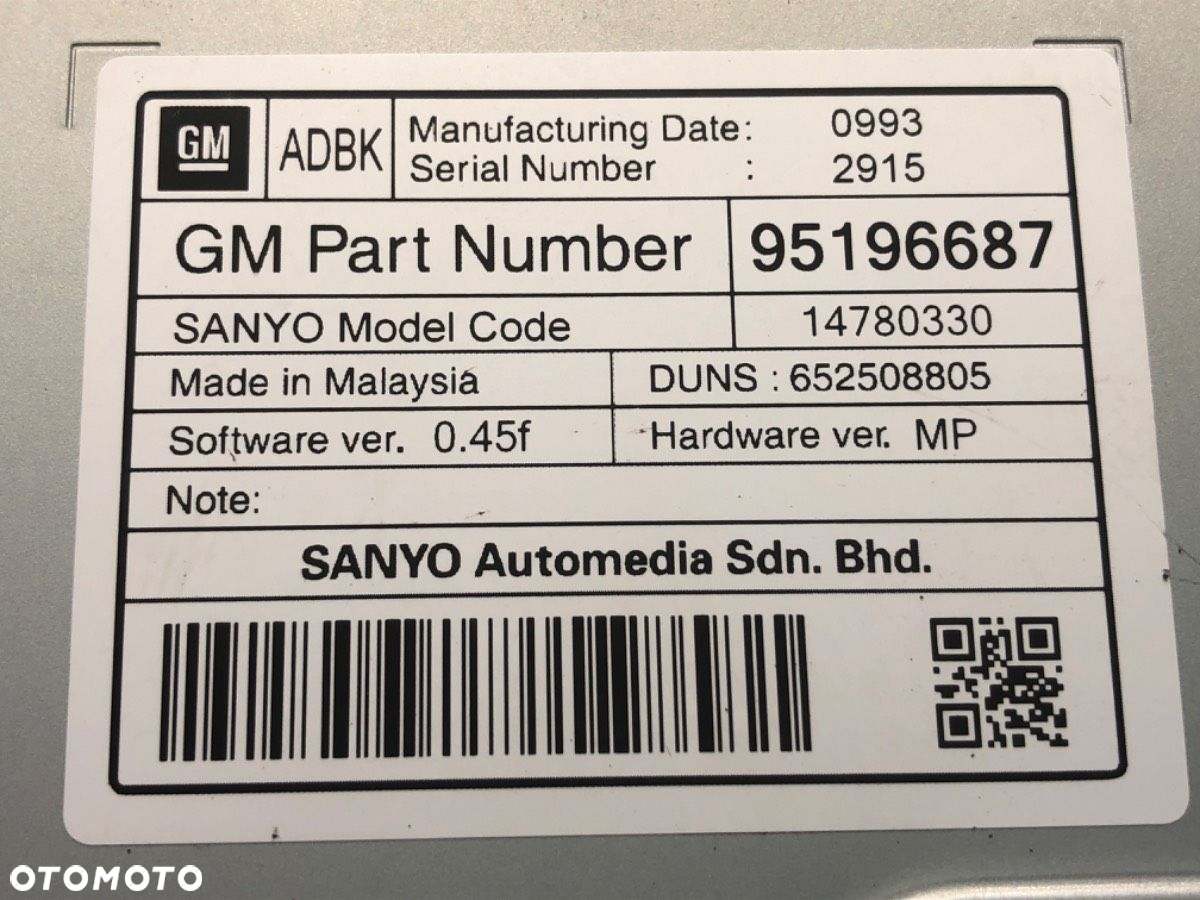 GM ADBK Manufacturing Date: 0993
Serial Number : 2915
GM Part Number 95196687
SANYO Model Code 14780330
Made in Malaysia DUNS : 652508805
Software ver. 0.45f Hardware ver. MP
Note:
SANYO Automedia Sdn. Bhd.
OTOMOTO